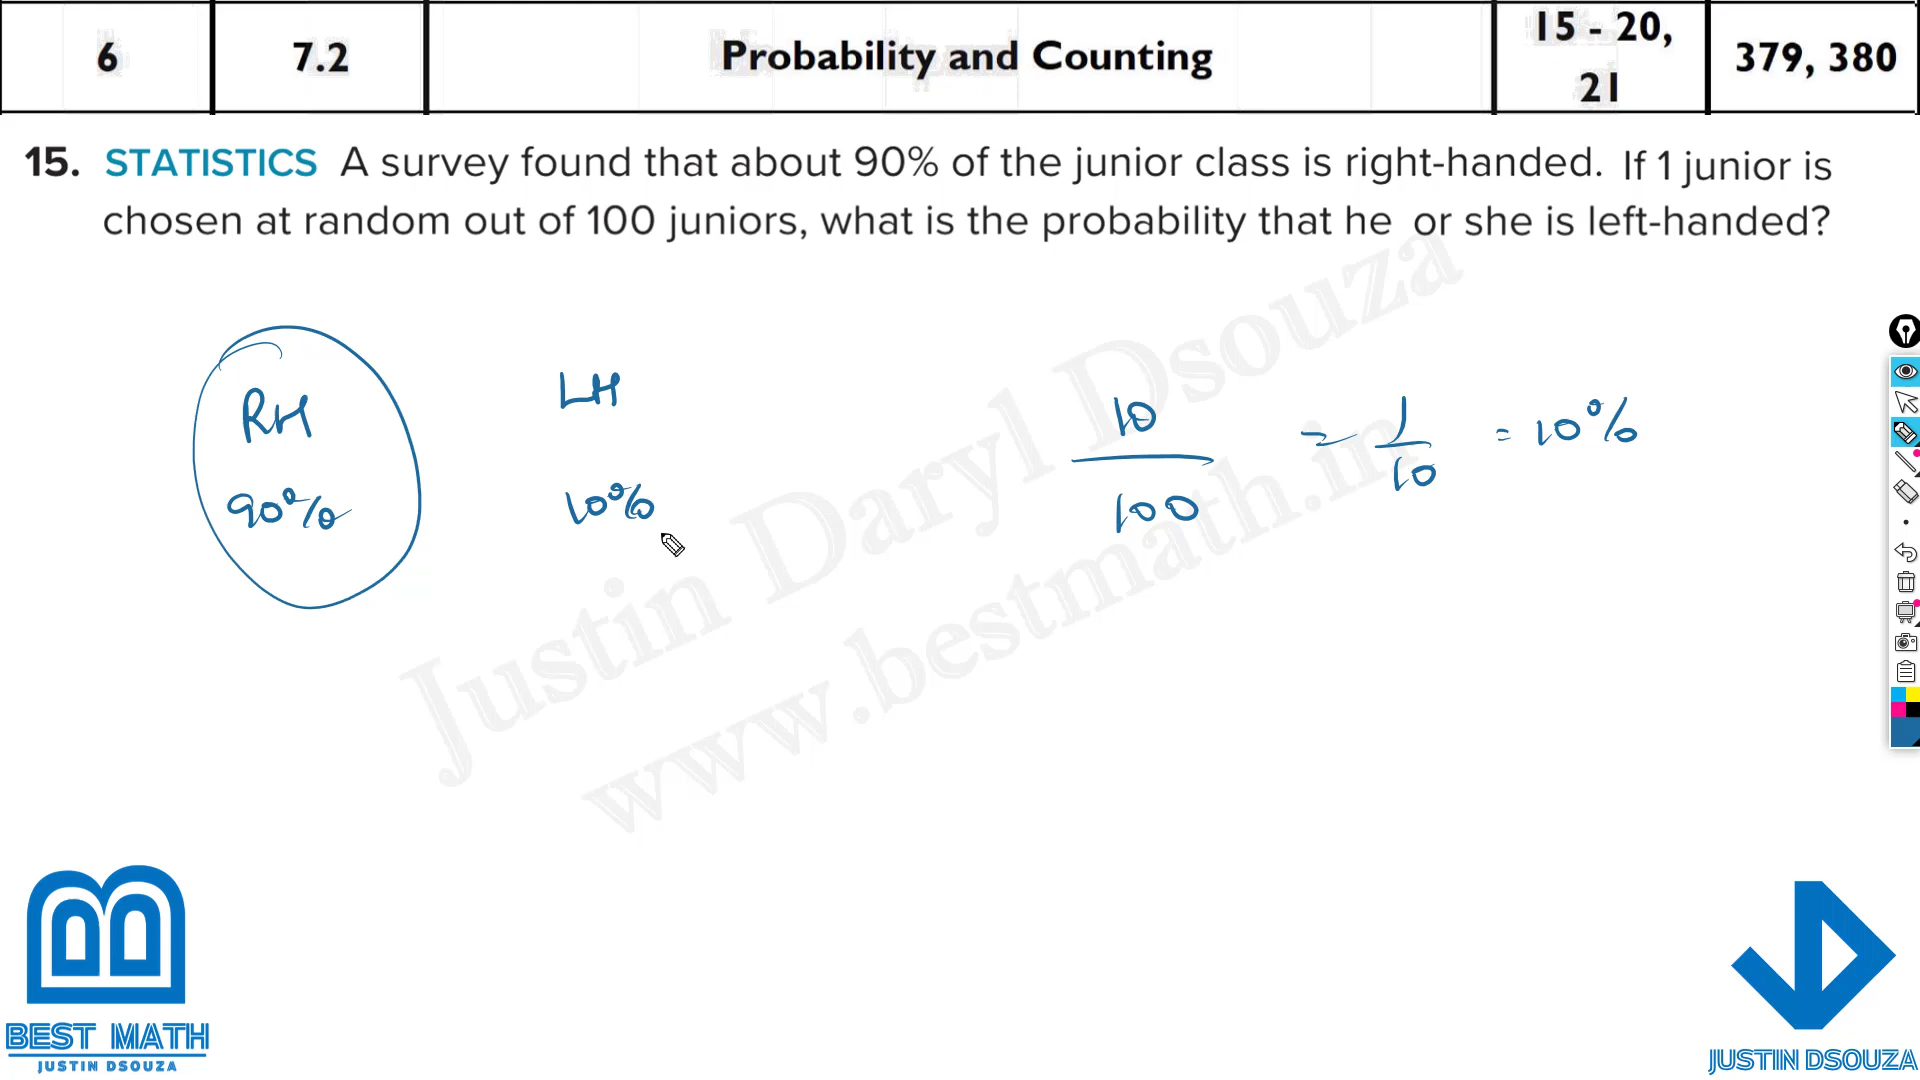 6 7.2 Probability and Counting 15 - 20, 21 379, 380
15. STATISTICS A survey found that about 90% of the junior class is right-handed. If 1 junior is
chosen at random out of 100 juniors, what is the probability that he or she is left-handed?
RH LH
90% 10%
10/100 = 1/10 = 10%
Justin Daryl Dsouza
www.bestmath.in
BEST MATH
JUSTIN DSOUZA
JUSTIN DSOUZA